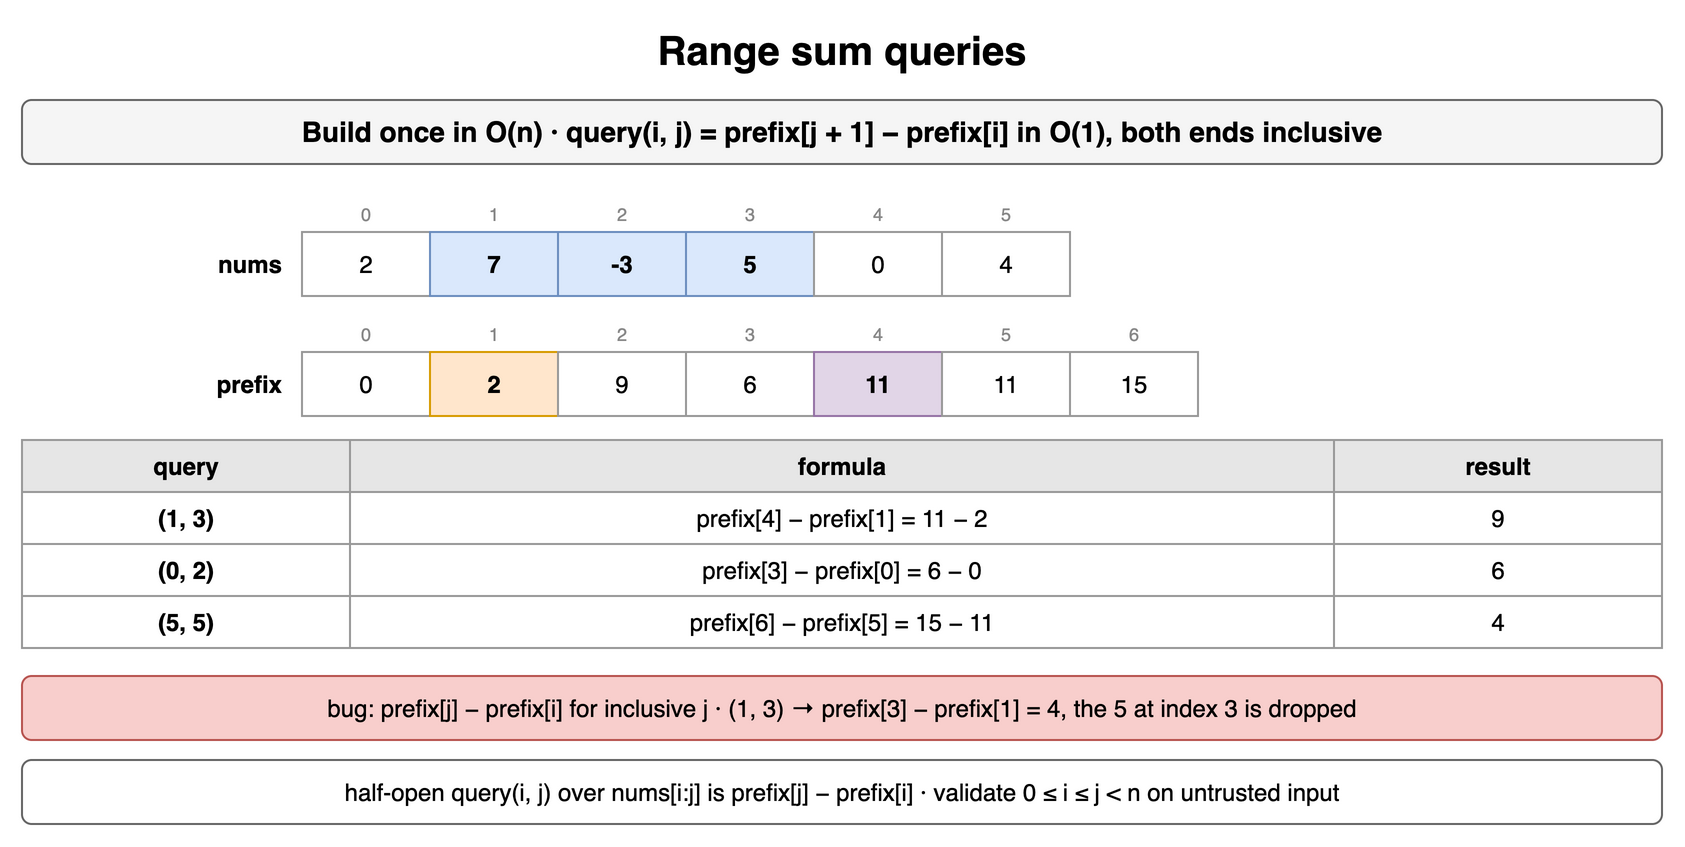 Range sum queries
Build once in O(n) · query(i, j) = prefix[j + 1] – prefix[i] in O(1), both ends inclusive
0 1 2 3 4 5
nums 2 7 -3 5 0 4
0 1 2 3 4 5 6
prefix 0 2 9 6 11 11 15
query formula result
(1, 3) prefix[4] – prefix[1] = 11 – 2 9
(0, 2) prefix[3] – prefix[0] = 6 – 0 6
(5, 5) prefix[6] – prefix[5] = 15 – 11 4
bug: prefix[j] – prefix[i] for inclusive j · (1, 3) → prefix[3] – prefix[1] = 4, the 5 at index 3 is dropped
half-open query(i, j) over nums[i:j] is prefix[j] – prefix[i] · validate 0 ≤ i ≤ j < n on untrusted input